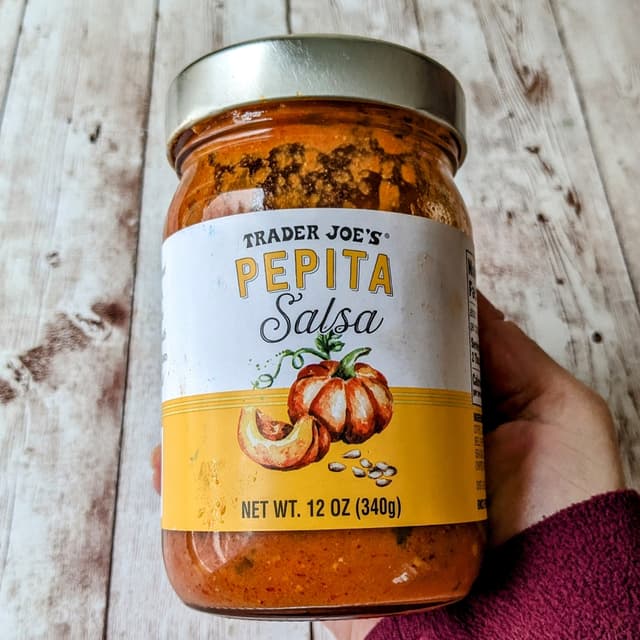 TRADER JOE'S®
PEPITA
Salsa
NET WT. 12 OZ (340g)